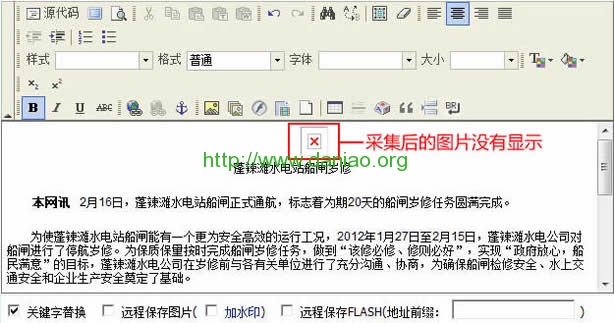 源代码
样式 格式 普通 字体 大小
B I U ABC
BR
采集后的图片没有显示
http://www.daniao.org
蓬辣滩水电站船闸岁修
本网讯 2月16日，蓬辣滩水电站船闸正式通航，标志着为期20天的船闸岁修任务圆满完成。
为使蓬辣滩水电站船闸能有一个更为安全高效的运行工况，2012年1月27日至2月15日，蓬辣滩水电公司对
船闸进行了停航岁修。为保质保量按时完成船闸岁修任务，做到“该修必修、修则必好”，实现“政府放心，船
民满意”的目标，蓬辣滩水电公司在岁修前与各有关单位进行了充分沟通、协商，为确保船闸检修安全、水上交
通安全和企业生产安全奠定了基础。
关键字替换 远程保存图片( 加水印) 远程保存FLASH(地址前缀: )